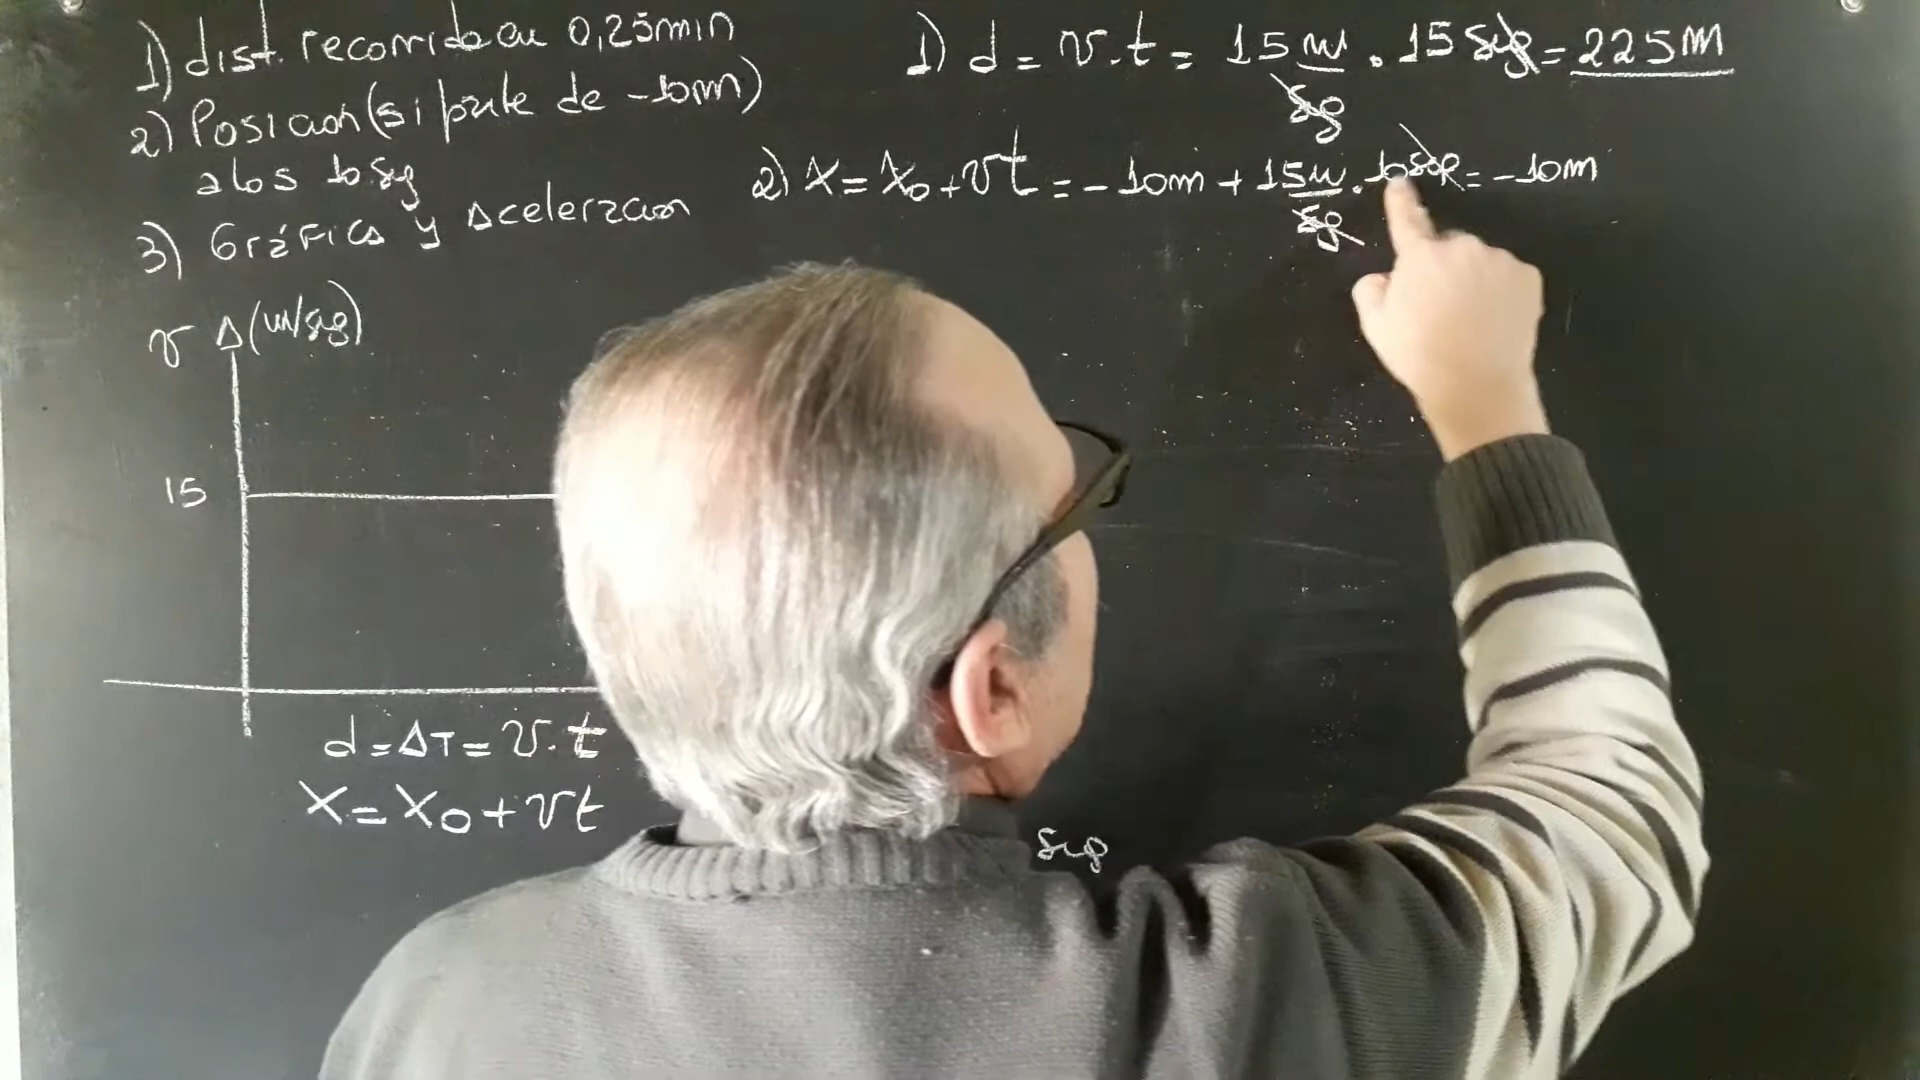 1) dist. recorrida en 0,25min
2) Posicion (si parte de -10m)
a los 10 sg
3) Gráfica y Aceleracion
v (m/sg)
15
d = ΔT = v.t
x = x0 + vt
1) d = v.t = 15 m/sg . 15 sg = 225m
2) x = x0 + vt = -10m + 15 m/sg . 10 sg = -10m
sg